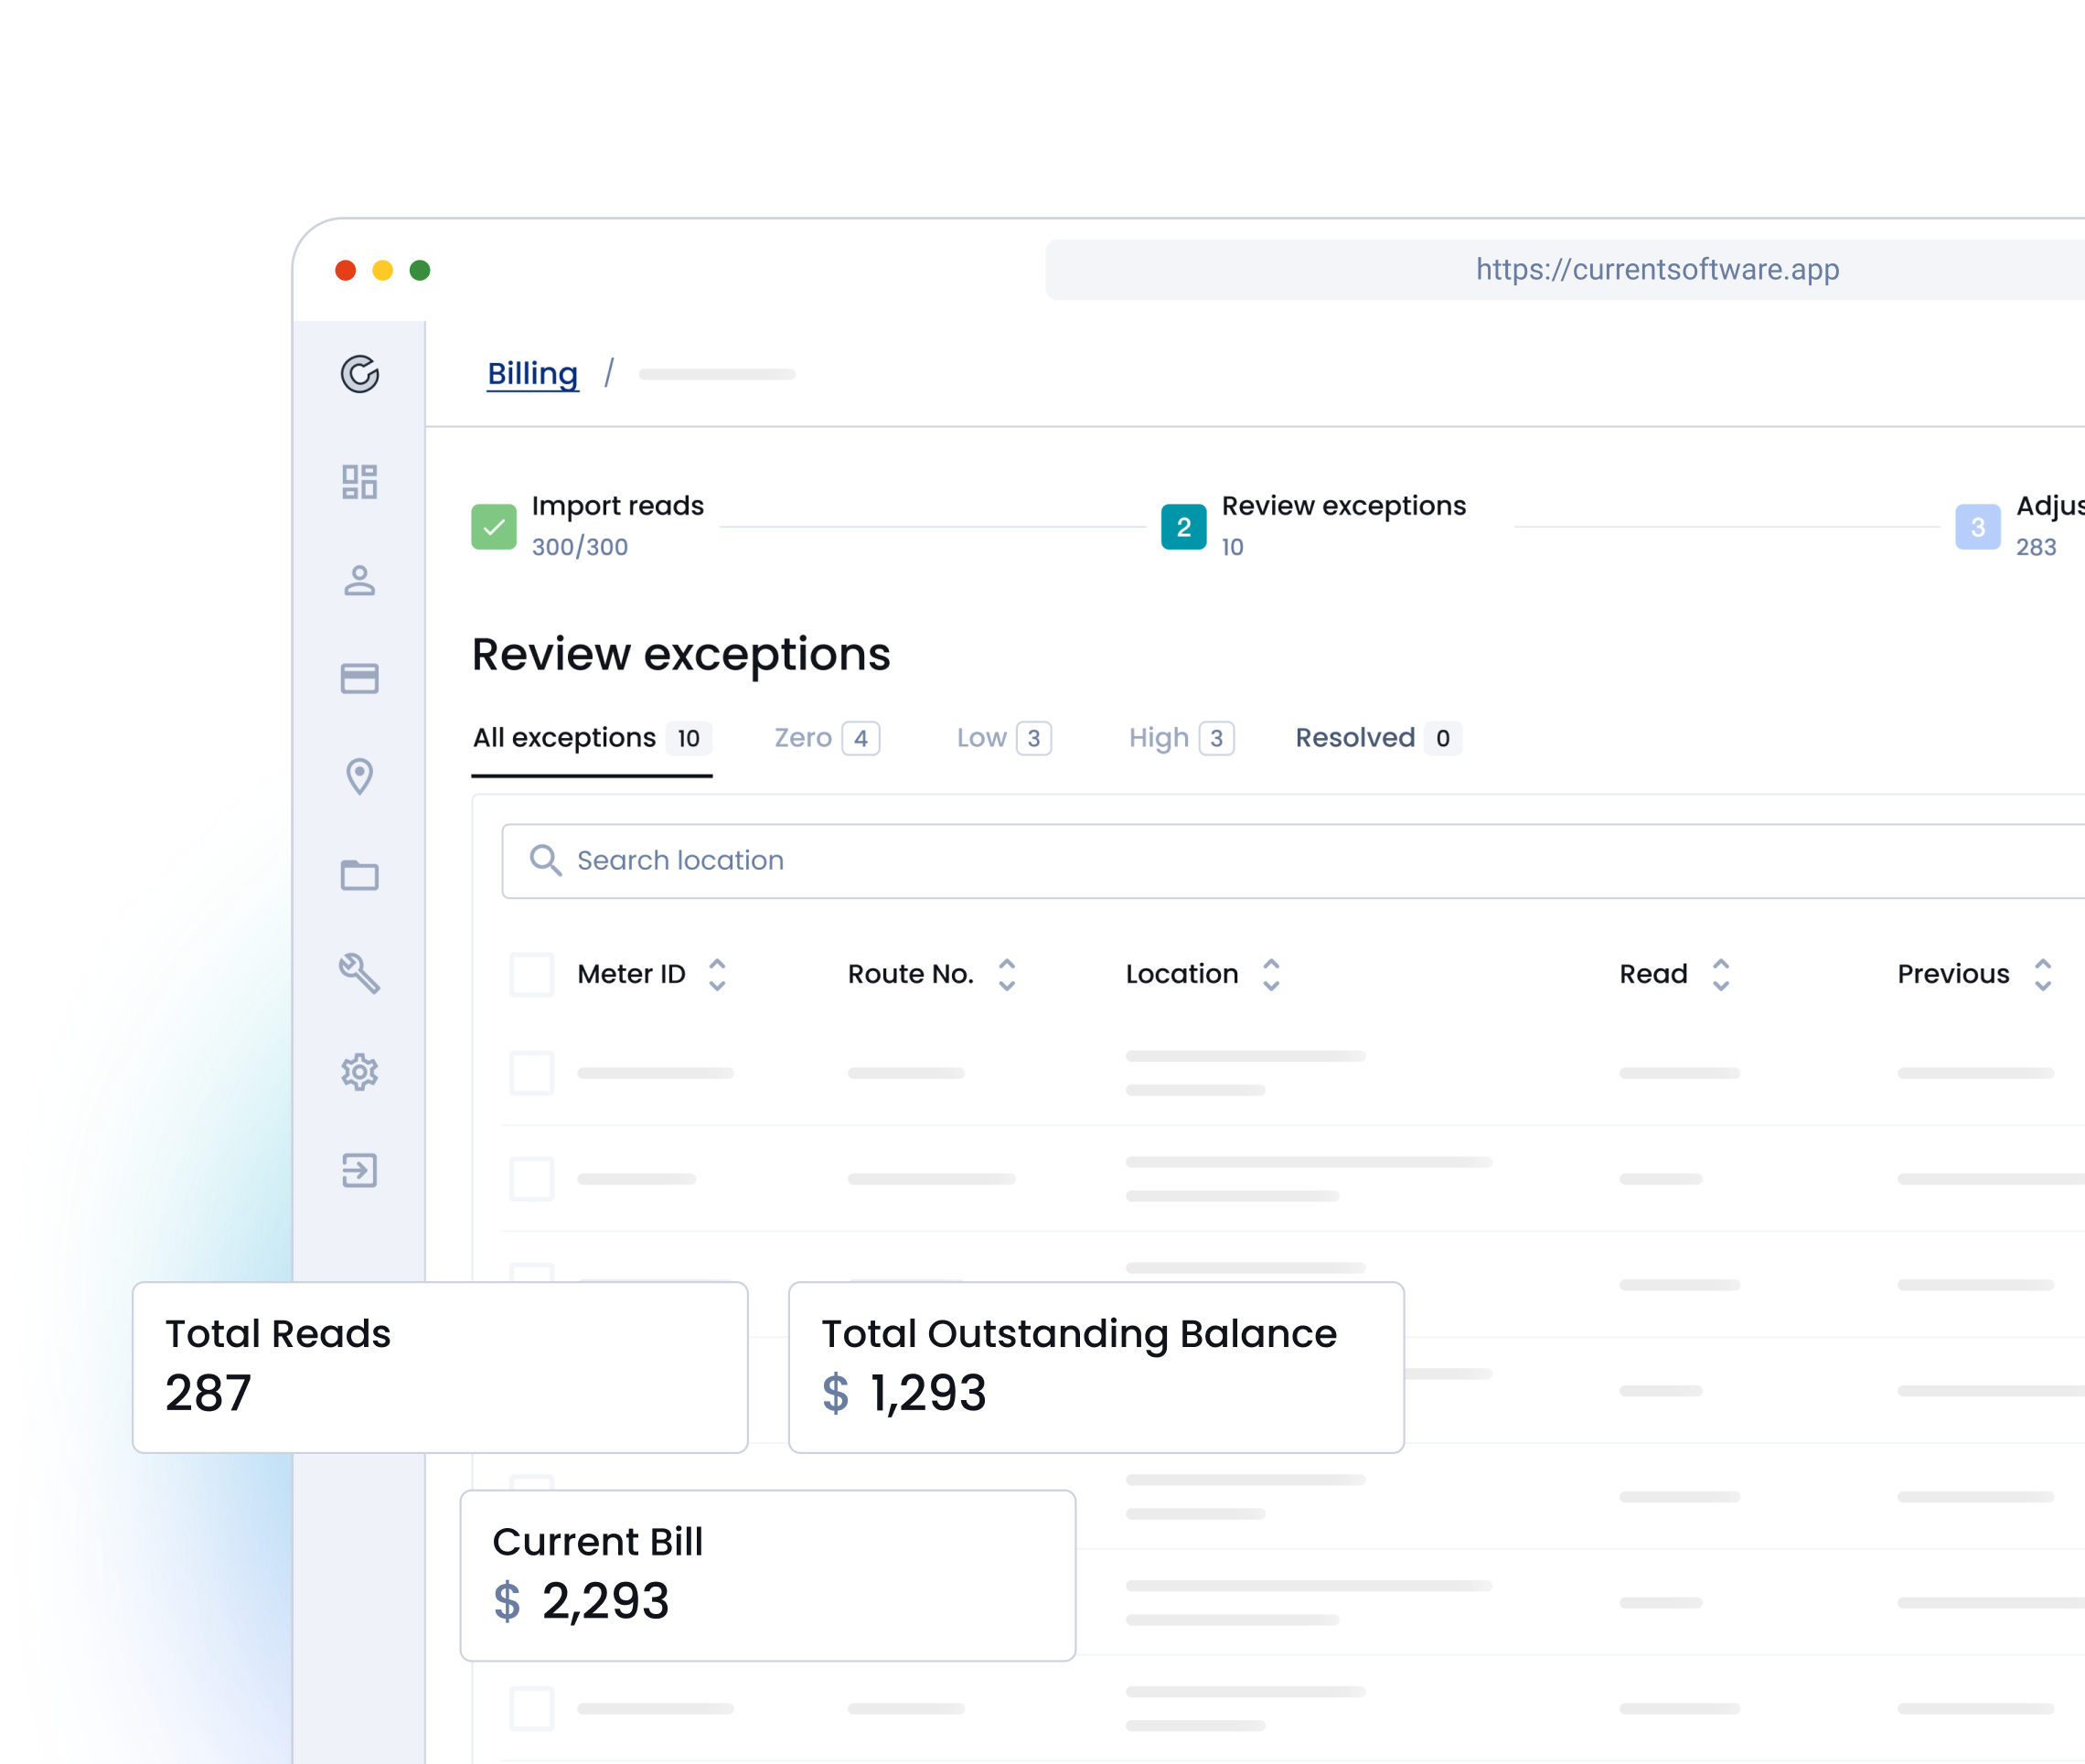 https://currentsoftware.app
Billing /
Import reads
300/300
2
Review exceptions
10
3
283
Review exceptions
All exceptions 10 Zero 4 Low 3 High 3 Resolved 0
Search location
Meter ID Route No. Location Read Previous
Total Reads
287
Total Outstanding Balance
$ 1,293
Current Bill
$ 2,293